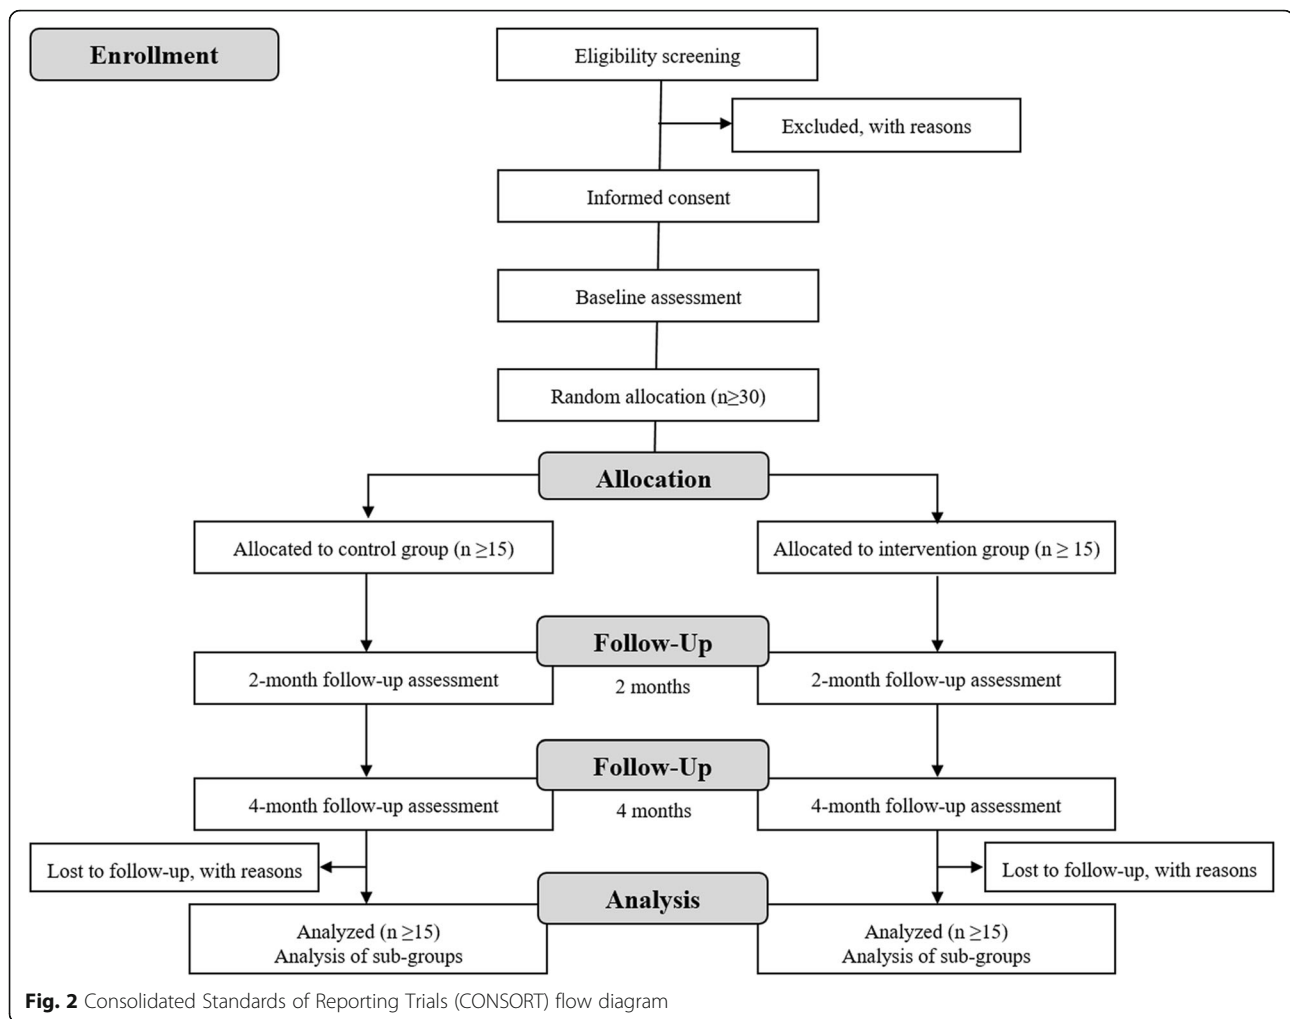 Enrollment
Eligibility screening
Excluded, with reasons
Informed consent
Baseline assessment
Random allocation (n≥30)
Allocation
Allocated to control group (n ≥15)
Allocated to intervention group (n ≥ 15)
Follow-Up
2-month follow-up assessment
2 months
2-month follow-up assessment
Follow-Up
4-month follow-up assessment
4 months
4-month follow-up assessment
Lost to follow-up, with reasons
Lost to follow-up, with reasons
Analysis
Analyzed (n ≥15)
Analysis of sub-groups
Analyzed (n ≥15)
Analysis of sub-groups
Fig. 2 Consolidated Standards of Reporting Trials (CONSORT) flow diagram